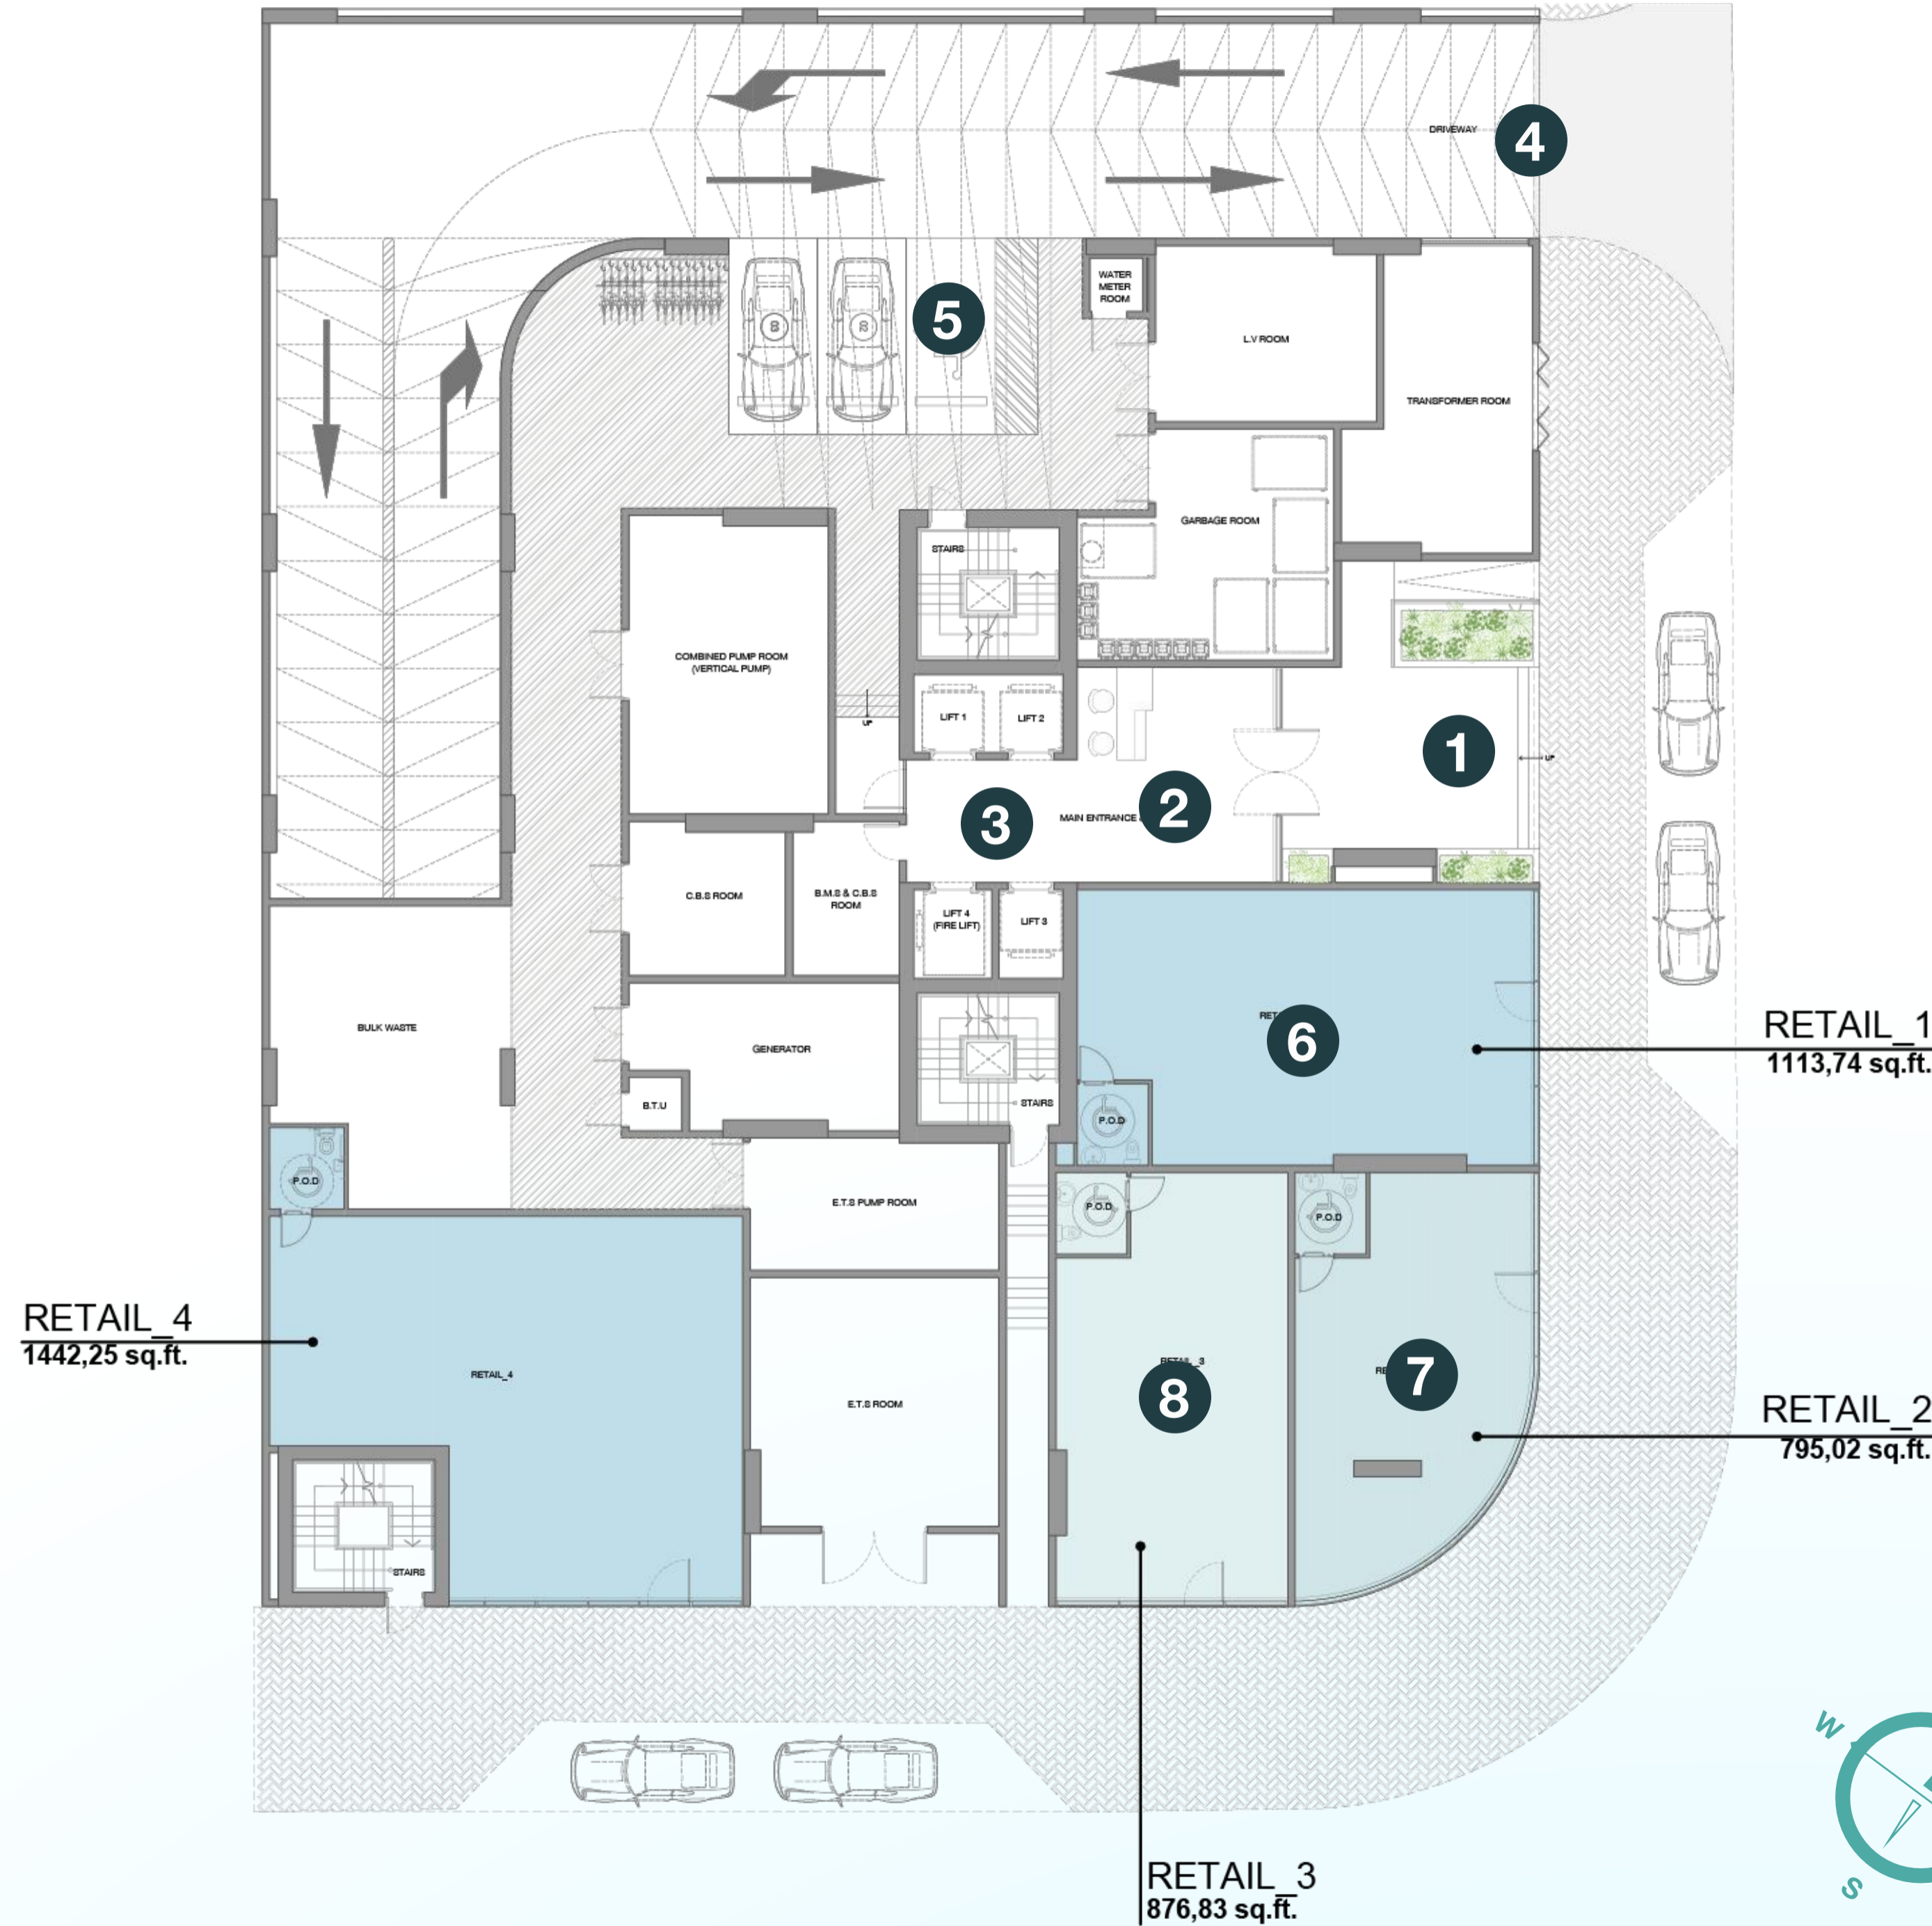 DRIVEWAY
4
WATER
METER
ROOM
5
L.V ROOM
TRANSFORMER ROOM
GARBAGE ROOM
STAIRS
COMBINED PUMP ROOM
(VERTICAL PUMP)
LIFT 1
LIFT 2
UP
1
UP
2
3
MAIN ENTRANCE
C.B.S ROOM
B.M.S & C.B.S
ROOM
LIFT 4
(FIRE LIFT)
LIFT 3
BULK WASTE
GENERATOR
6
RETAIL_1
1113,74 sq.ft.
B.T.U
STAIRS
P.O.D
P.O.D
E.T.S PUMP ROOM
P.O.D
P.O.D
RETAIL_4
1442,25 sq.ft.
RETAIL_4
E.T.S ROOM
RETAIL_3
8
7
RETAIL_2
795,02 sq.ft.
STAIRS
W
S
RETAIL_3
876,83 sq.ft.